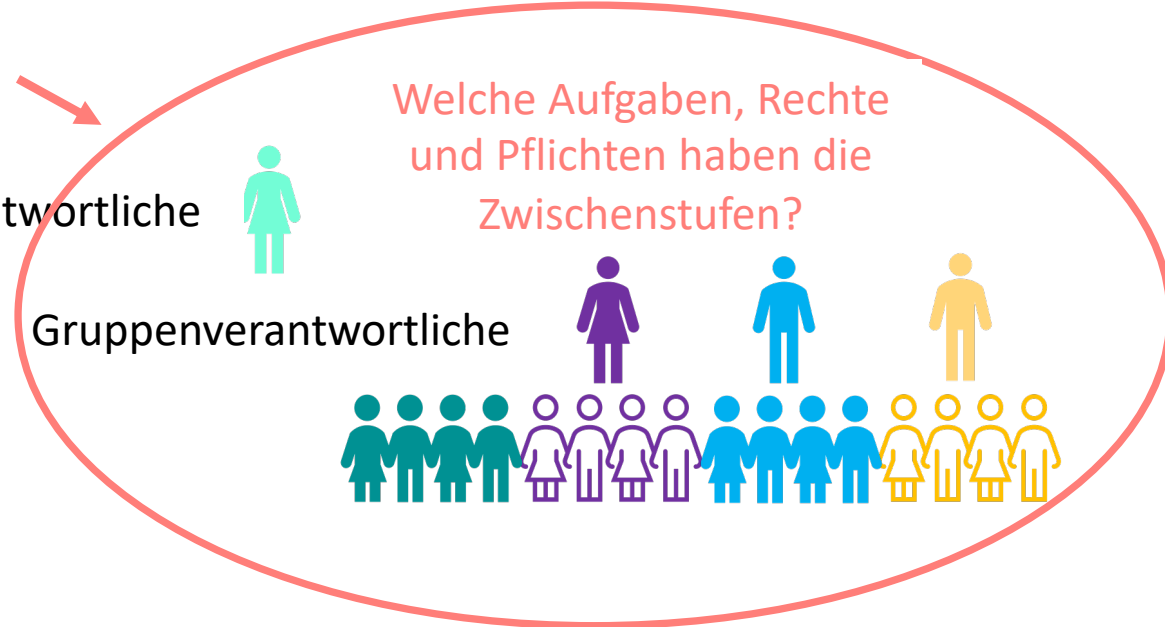 Welche Aufgaben, Rechte
und Pflichten haben die
Zwischenstufen?
twortliche
Gruppenverantwortliche